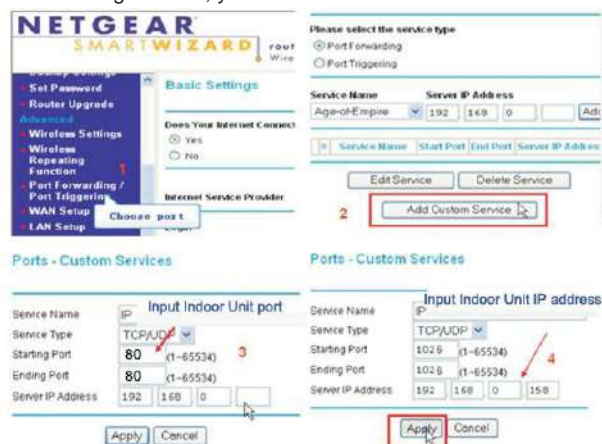 NETGEAR
SMARTWIZARD
Set Password
Router Upgrade
Advanced
Wireless Settings
Wireless
Repeating
Function
Port Forwarding /
Port Triggering
WAN Setup
LAN Setup
1
Choose port
Basic Settings
Does Your Internet Connect
Yes
No
Internet Service Provider
Please select the service type
Port Forwarding
Port Triggering
Service Name Server IP Address
Age-of-Empire 192 168 0
# Service Name Start Port End Port Server IP Addres
Edit Service Delete Service
2 Add Custom Service
Ports - Custom Services
Service Name IP Input Indoor Unit port
Service Type TCP/UDP
Starting Port 80 (1~65534) 3
Ending Port 80 (1~65534)
Server IP Address 192 168 0
Apply Cancel
Ports - Custom Services
Input Indoor Unit IP address
Service Name IP
Service Type TCP/UDP
Starting Port 1026 (1~65534) 4
Ending Port 1026 (1~65534)
Server IP Address 192 168 0 158
Apply Cancel